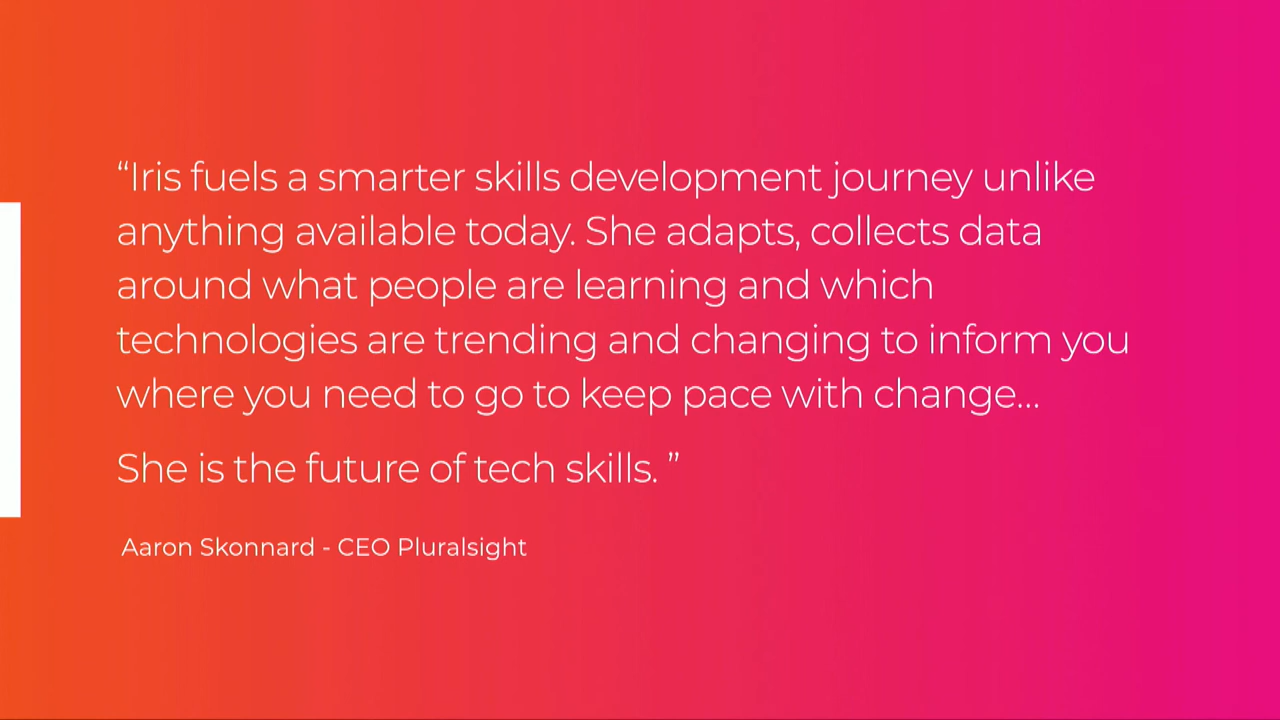 “Iris fuels a smarter skills development journey unlike
anything available today. She adapts, collects data
around what people are learning and which
technologies are trending and changing to inform you
where you need to go to keep pace with change...
She is the future of tech skills. ”
Aaron Skonnard - CEO Pluralsight